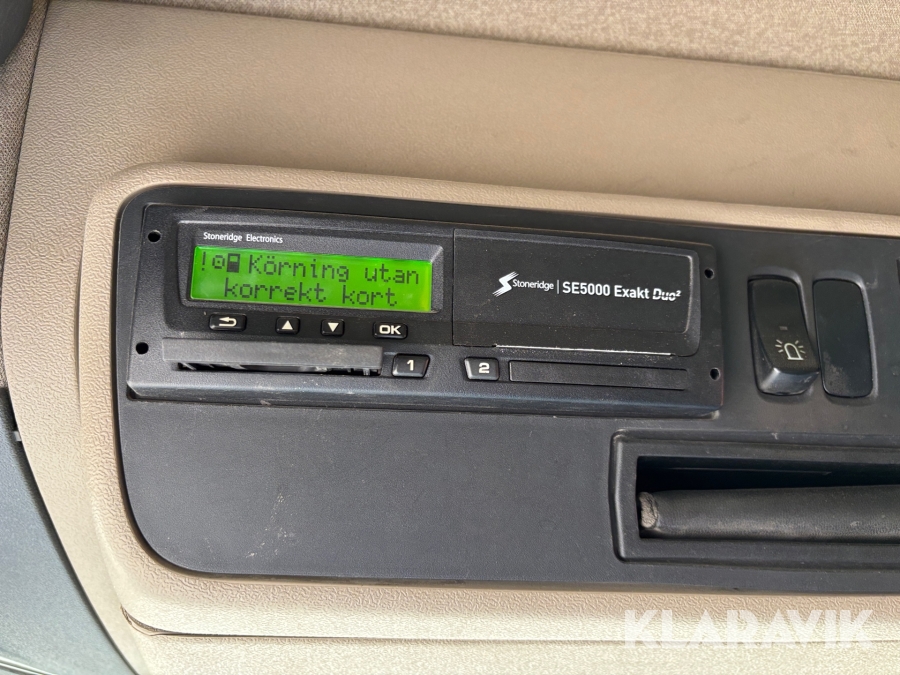 Stoneridge Electronics
! Körning utan
korrekt kort
Stoneridge | SE5000 Exakt Duo²
OK
1
2
KLARAVIK